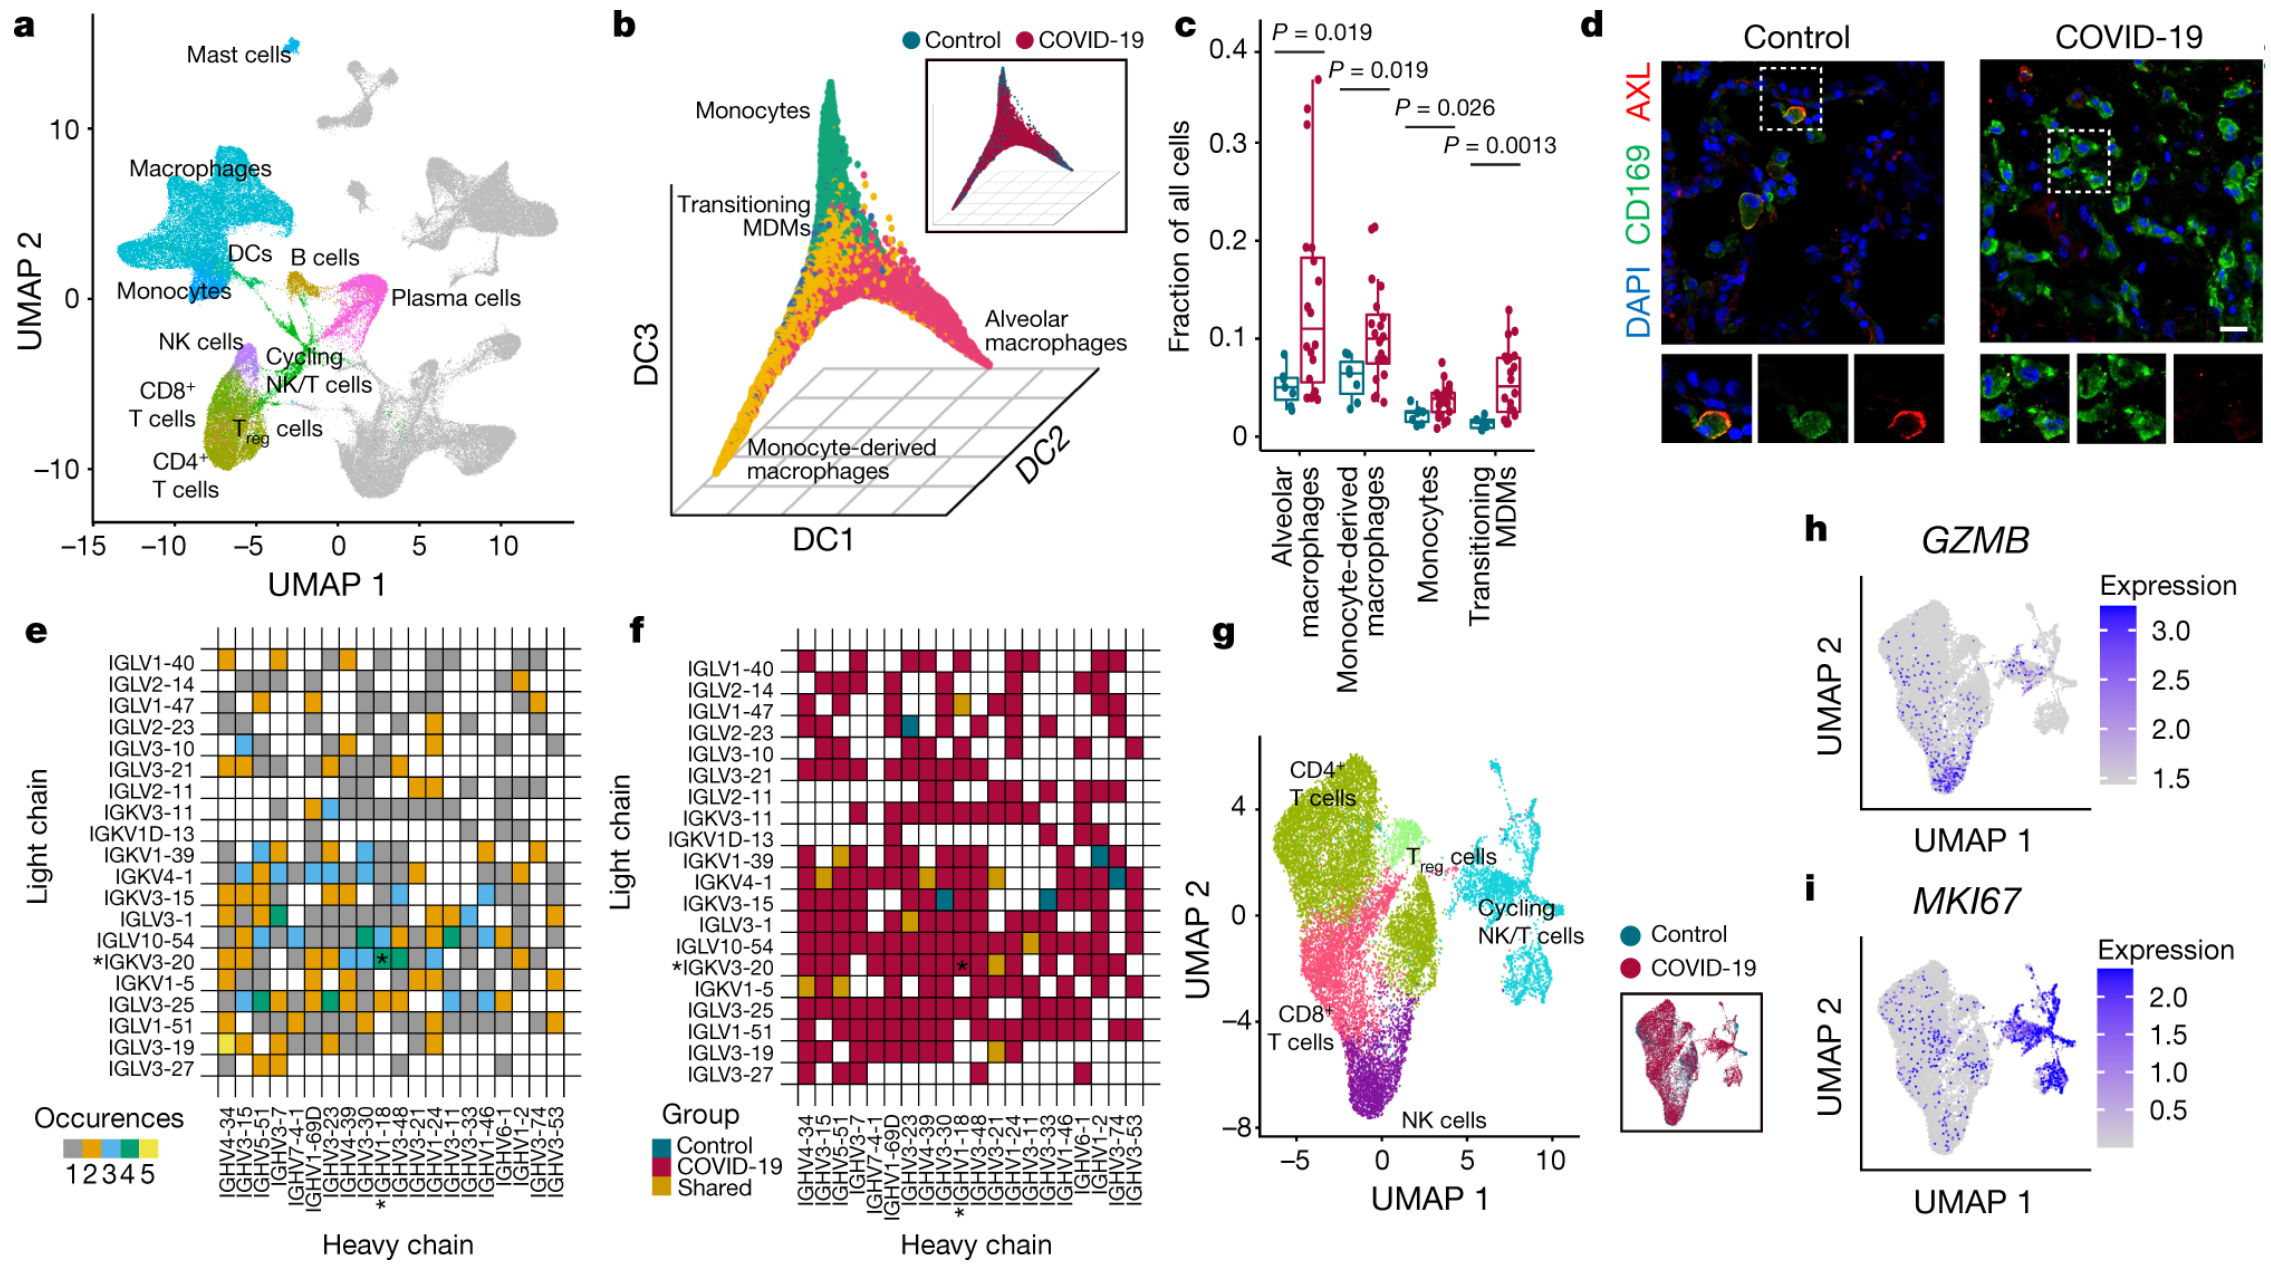 a
Mast cells
Macrophages
DCs
B cells
Monocytes
Plasma cells
NK cells
Cycling
NK/T cells
CD8+
T cells
Treg cells
CD4+
T cells
10
0
−10
UMAP 2
−15
−10
−5
0
5
10
UMAP 1
b
Control
COVID-19
Monocytes
Transitioning
MDMs
Alveolar
macrophages
Monocyte-derived
macrophages
DC3
DC2
DC1
c
P = 0.019
P = 0.019
P = 0.026
P = 0.0013
0.4
0.3
0.2
0.1
0
Fraction of all cells
Alveolar
macrophages
Monocyte-derived
macrophages
Monocytes
Transitioning
MDMs
d
Control
COVID-19
DAPI CD169 AXL
e
IGLV1-40
IGLV2-14
IGLV1-47
IGLV2-23
IGLV3-10
IGLV3-21
IGLV2-11
IGKV3-11
IGKV1D-13
IGKV1-39
IGKV4-1
IGKV3-15
IGLV3-1
IGLV10-54
*IGKV3-20
IGKV1-5
IGLV3-25
IGLV1-51
IGLV3-19
IGLV3-27
Light chain
*
IGHV4-34
IGHV3-15
IGHV5-51
IGHV3-7
IGHV7-4-1
IGHV1-69D
IGHV3-23
IGHV4-39
IGHV3-30
*IGHV1-18
IGHV3-48
IGHV3-21
IGHV1-24
IGHV3-11
IGHV3-33
IGHV1-46
IGHV6-1
IGHV1-2
IGHV3-74
IGHV3-53
Heavy chain
Occurences
1 2 3 4 5
f
IGLV1-40
IGLV2-14
IGLV1-47
IGLV2-23
IGLV3-10
IGLV3-21
IGLV2-11
IGKV3-11
IGKV1D-13
IGKV1-39
IGKV4-1
IGKV3-15
IGLV3-1
IGLV10-54
*IGKV3-20
IGKV1-5
IGLV3-25
IGLV1-51
IGLV3-19
IGLV3-27
Light chain
*
IGHV4-34
IGHV3-15
IGHV5-51
IGHV3-7
IGHV7-4-1
IGHV1-69D
IGHV3-23
IGHV4-39
IGHV3-30
*IGHV1-18
IGHV3-48
IGHV3-21
IGHV1-24
IGHV3-11
IGHV3-33
IGHV1-46
IGHV6-1
IGHV1-2
IGHV3-74
IGHV3-53
Heavy chain
Group
Control
COVID-19
Shared
g
CD4+
T cells
Treg cells
Cycling
NK/T cells
CD8+
T cells
NK cells
4
0
−4
−8
UMAP 2
−5
0
5
10
UMAP 1
Control
COVID-19
h
GZMB
Expression
3.0
2.5
2.0
1.5
UMAP 2
UMAP 1
i
MKI67
Expression
2.0
1.5
1.0
0.5
UMAP 2
UMAP 1